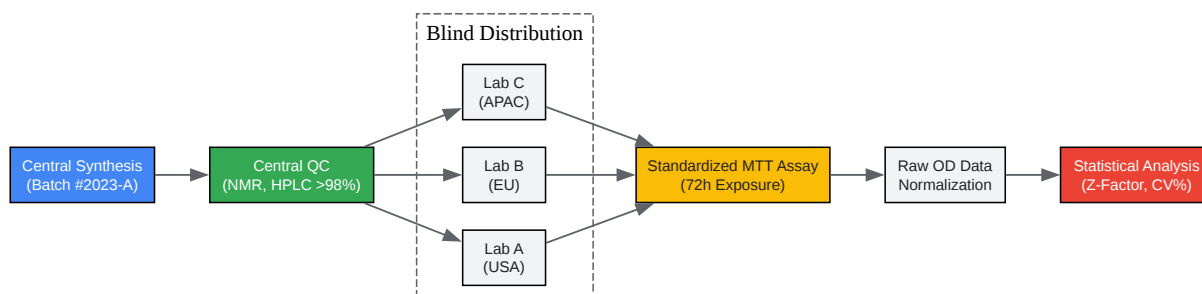 Blind Distribution
Lab C
(APAC)
Central Synthesis
(Batch #2023-A)
Central QC
(NMR, HPLC >98%)
Lab B
(EU)
Standardized MTT Assay
(72h Exposure)
Raw OD Data
Normalization
Statistical Analysis
(Z-Factor, CV%)
Lab A
(USA)